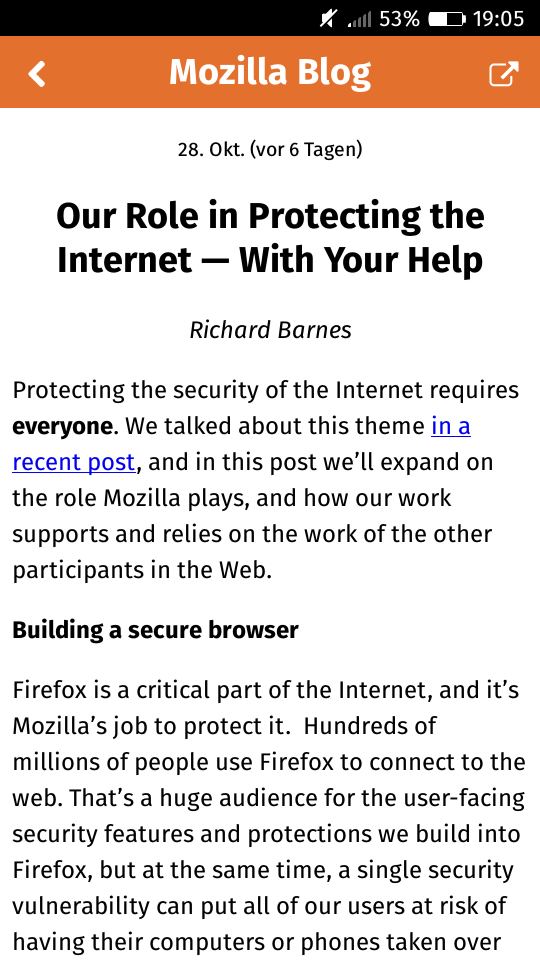 53% 19:05
Mozilla Blog
28. Okt. (vor 6 Tagen)
Our Role in Protecting the
Internet — With Your Help
Richard Barnes
Protecting the security of the Internet requires
everyone. We talked about this theme in a
recent post, and in this post we’ll expand on
the role Mozilla plays, and how our work
supports and relies on the work of the other
participants in the Web.
Building a secure browser
Firefox is a critical part of the Internet, and it’s
Mozilla’s job to protect it.  Hundreds of
millions of people use Firefox to connect to the
web. That’s a huge audience for the user-facing
security features and protections we build into
Firefox, but at the same time, a single security
vulnerability can put all of our users at risk of
having their computers or phones taken over